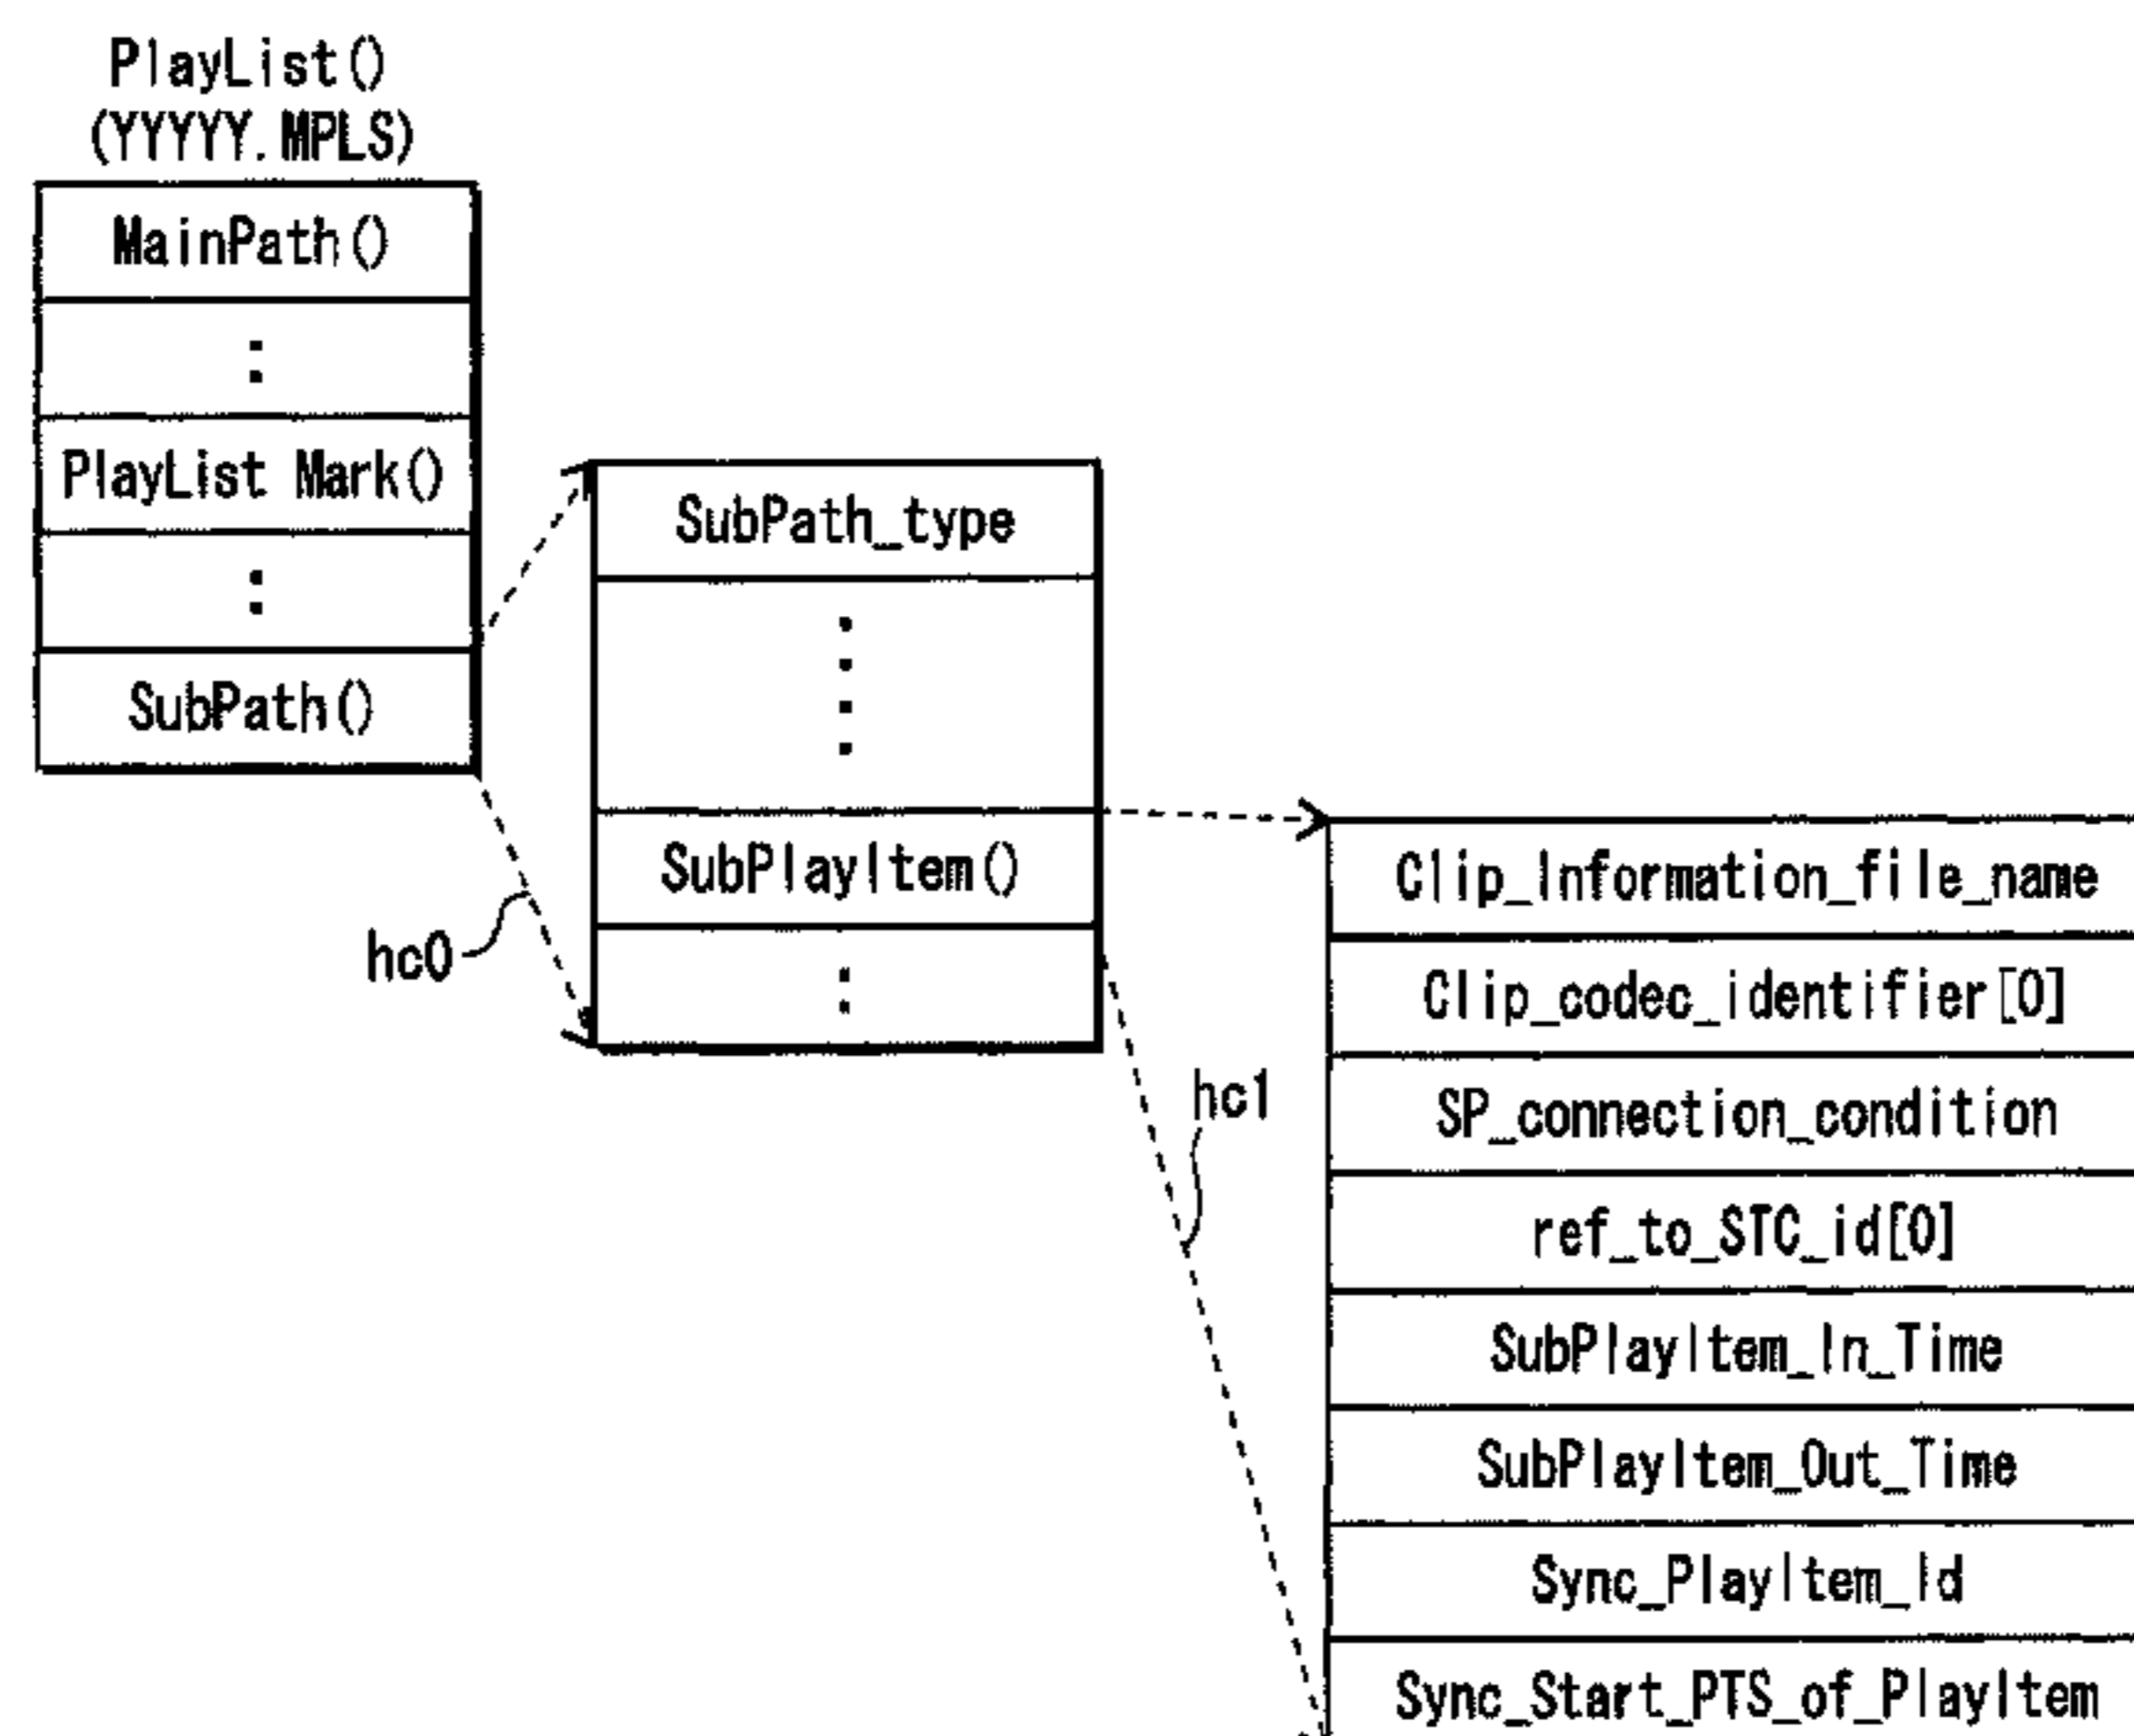 PlayList()
(YYYYY.MPLS)
MainPath()
PlayList Mark()
SubPath()
hc0
SubPath_type
SubPlayItem()
hc1
Clip_Information_file_name
Clip_codec_identifier[0]
SP_connection_condition
ref_to_STC_id[0]
SubPlayItem_In_Time
SubPlayItem_Out_Time
Sync_PlayItem_Id
Sync_Start_PTS_of_PlayItem